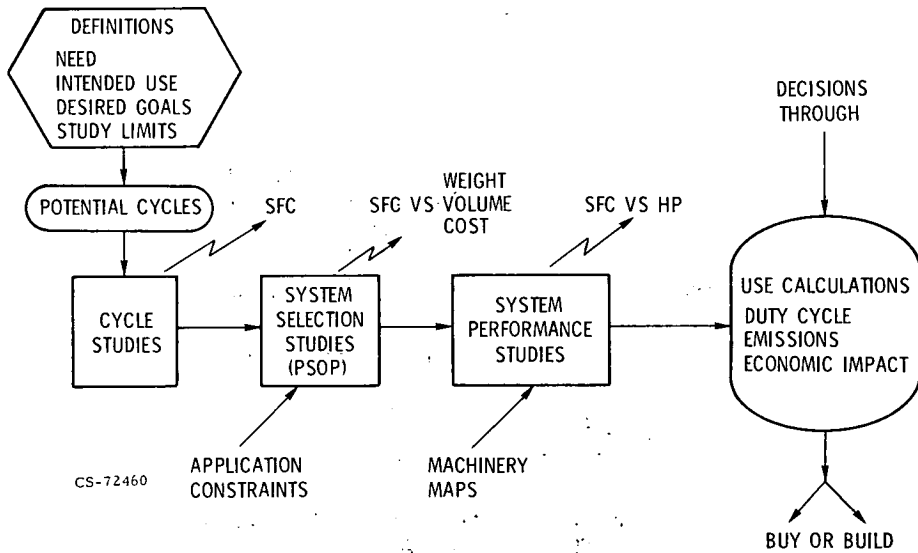 DEFINITIONS
NEED
INTENDED USE
DESIRED GOALS
STUDY LIMITS
POTENTIAL CYCLES
SFC
SFC VS WEIGHT
VOLUME
COST
SFC VS HP
DECISIONS
THROUGH
CYCLE
STUDIES
SYSTEM
SELECTION
STUDIES
(PSOP)
SYSTEM
PERFORMANCE
STUDIES
USE CALCULATIONS
DUTY CYCLE
EMISSIONS
ECONOMIC IMPACT
APPLICATION
CONSTRAINTS
MACHINERY
MAPS
CS-72460
BUY OR BUILD